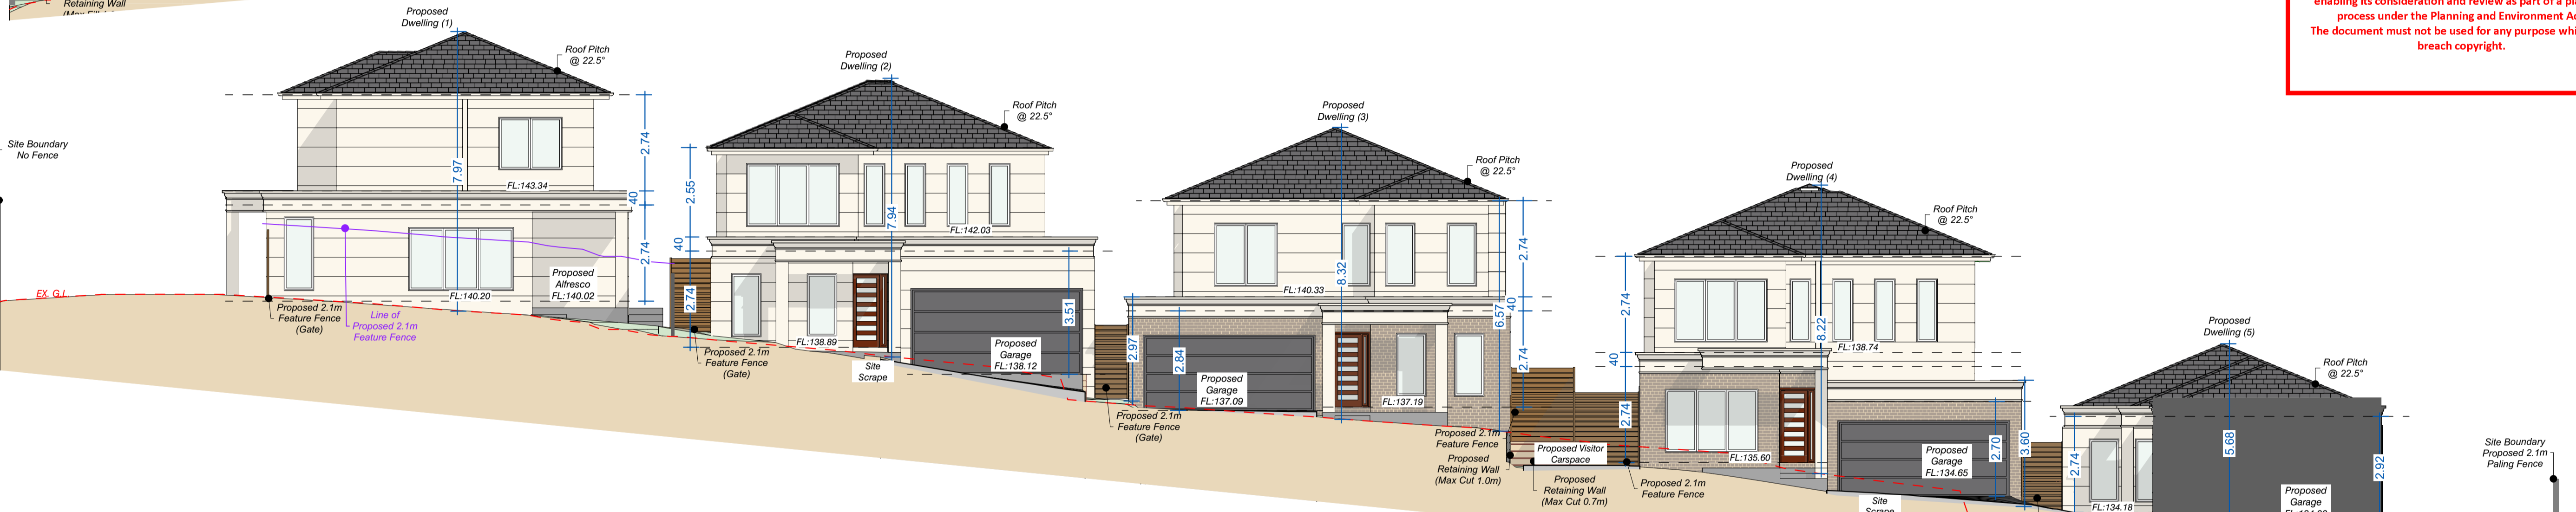 Retaining Wall
enabling its consideration and review as part of a
process under the Planning and Environment
The document must not be used for any purpose
breach copyright.
Proposed
Dwelling (1)
Roof Pitch
@ 22.5°
Site Boundary
No Fence
7.97
2.74
FL:143.34
40
2.74
EX. G.L.
FL:140.20
Proposed
Alfresco
FL:140.02
Proposed 2.1m
Feature Fence
(Gate)
Line of
Proposed 2.1m
Feature Fence
Proposed
Dwelling (2)
Roof Pitch
@ 22.5°
2.55
7.94
FL:142.03
40
2.74
3.51
FL:138.89
Proposed
Garage
FL:138.12
Proposed 2.1m
Feature Fence
(Gate)
Site
Scrape
Proposed
Dwelling (3)
Roof Pitch
@ 22.5°
2.74
8.32
FL:140.33
40
6.57
2.97
2.84
2.74
Proposed
Garage
FL:137.09
FL:137.19
Proposed 2.1m
Feature Fence
(Gate)
Proposed 2.1m
Feature Fence
Proposed
Retaining Wall
(Max Cut 1.0m)
Proposed Visitor
Carspace
Proposed
Retaining Wall
(Max Cut 0.7m)
Proposed 2.1m
Feature Fence
Proposed
Dwelling (4)
Roof Pitch
@ 22.5°
2.74
8.22
FL:138.74
40
2.74
FL:135.60
Proposed
Garage
FL:134.65
2.70
3.60
Site
Scrape
Proposed
Dwelling (5)
Roof Pitch
@ 22.5°
2.74
5.68
2.92
FL:134.18
Proposed
Garage
Site Boundary
Proposed 2.1m
Paling Fence